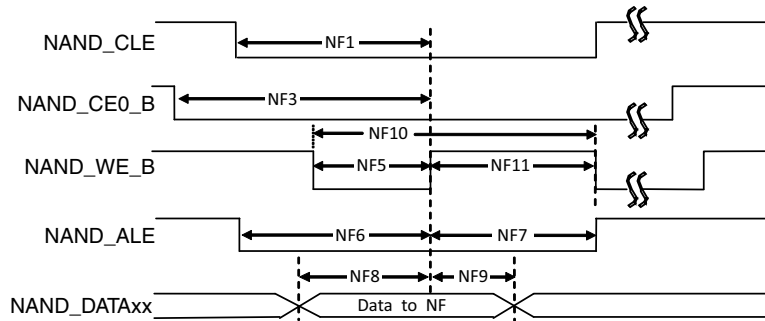 NAND_CLE
NF1
NAND_CE0_B
NF3
NF10
NAND_WE_B
NF5
NF11
NAND_ALE
NF6
NF7
NF8
NF9
NAND_DATAxx
Data to NF